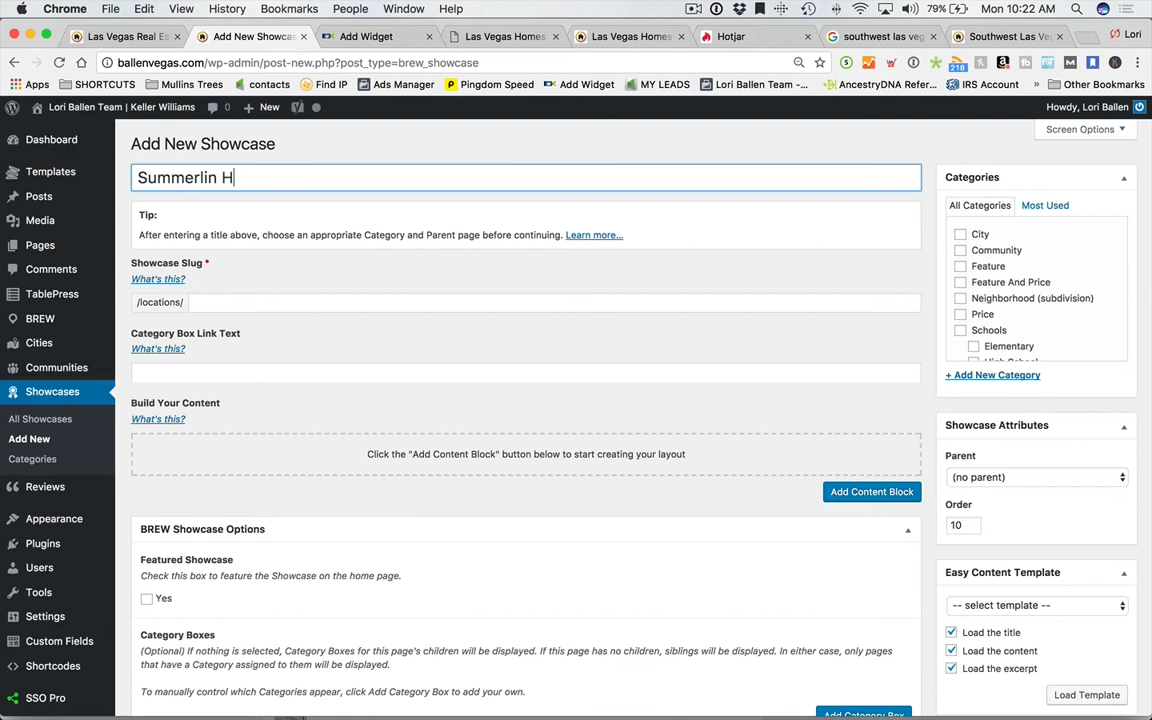 Chrome File Edit View History Bookmarks People Window Help 79% Mon 10:22 AM
Las Vegas Real Es Add New Showcas Add Widget Las Vegas Homes Las Vegas Homes Hotjar southwest las veg Southwest Las Veg Lori
ballenvegas.com/wp-admin/post-new.php?post_type=brew_showcase
218
Apps SHORTCUTS Mullins Trust contacts Find IP Ads Manager Pingdom Speed Add Widget MY LEADS Lori Ballen Team -... AncestryDNA Refer... IRS Account » Other Bookmarks
Lori Ballen Team | Keller Williams 0 New Howdy, Lori Ballen
Screen Options
Dashboard
Templates
Posts
Media
Pages
Comments
TablePress
BREW
Cities
Communities
Showcases
All Showcases
Add New
Categories
Reviews
Appearance
Plugins
Users
Tools
Settings
Custom Fields
Shortcodes
SSO Pro
Add New Showcase
Summerlin H
Tip:
After entering a title above, choose an appropriate Category and Parent page before continuing. Learn more...
Showcase Slug *
What's this?
/locations/
Category Box Link Text
What's this?
Build Your Content
What's this?
Click the "Add Content Block" button below to start creating your layout
Add Content Block
BREW Showcase Options
Featured Showcase
Check this box to feature the Showcase on the home page.
Yes
Category Boxes
(Optional) If nothing is selected, Category Boxes for this page's children will be displayed. If this page has no children, siblings will be displayed. In either case, only pages
that have a Category assigned to them will be displayed.
To manually control which Categories appear, click Add Category Box to add your own.
Add Category Box
Categories
All Categories Most Used
City
Community
Feature
Feature And Price
Neighborhood (subdivision)
Price
Schools
Elementary
High School
+ Add New Category
Showcase Attributes
Parent
(no parent)
Order
10
Easy Content Template
-- select template --
Load the title
Load the content
Load the excerpt
Load Template